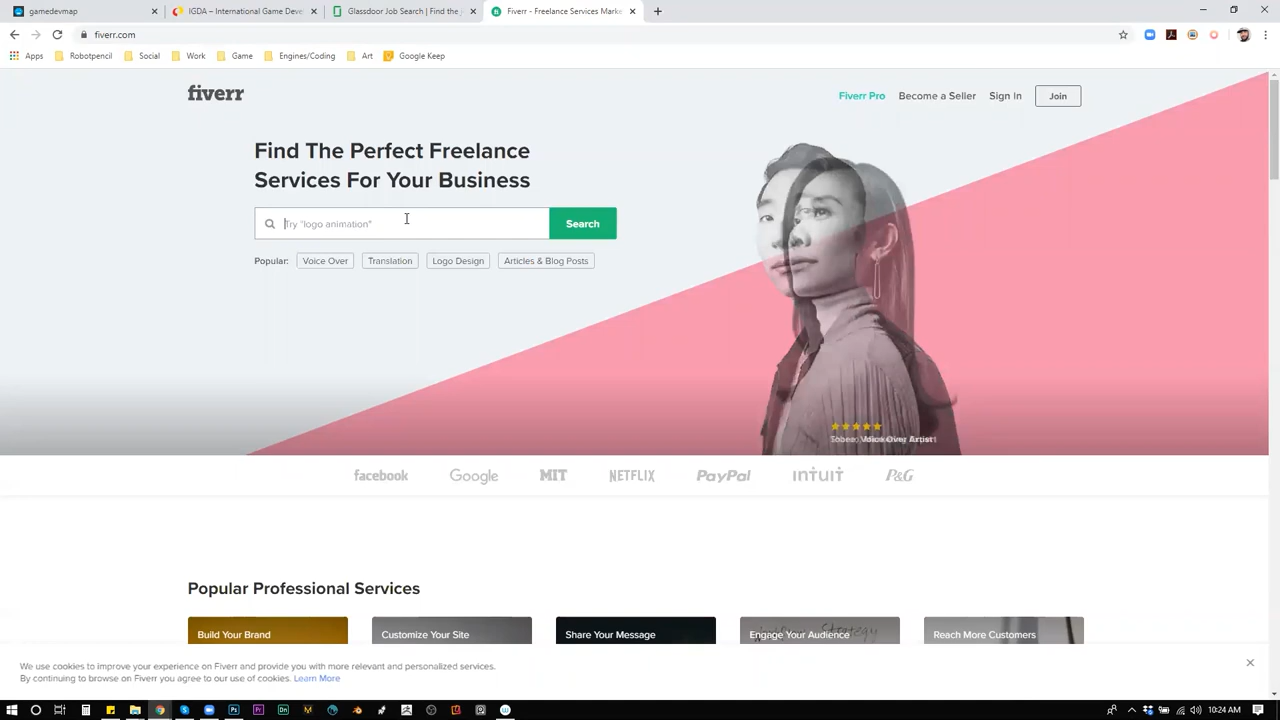 gamedevmap
IGDA – International Game Devel
Glassdoor Job Search | Find the J
Fiverr - Freelance Services Marke
fiverr.com
Apps
Robotpencil
Social
Work
Game
Engines/Coding
Art
Google Keep
fiverr
Fiverr Pro
Become a Seller
Sign In
Join
Find The Perfect Freelance
Services For Your Business
Try "logo animation"
Search
Popular:
Voice Over
Translation
Logo Design
Articles & Blog Posts
facebook
Google
MIT
NETFLIX
PayPal
INTUIT
P&G
Popular Professional Services
Build Your Brand
Customize Your Site
Share Your Message
Engage Your Audience
Reach More Customers
We use cookies to improve your experience on Fiverr and provide you with more relevant and personalized services.
By continuing to browse on Fiverr you agree to our use of cookies. Learn More
10:24 AM